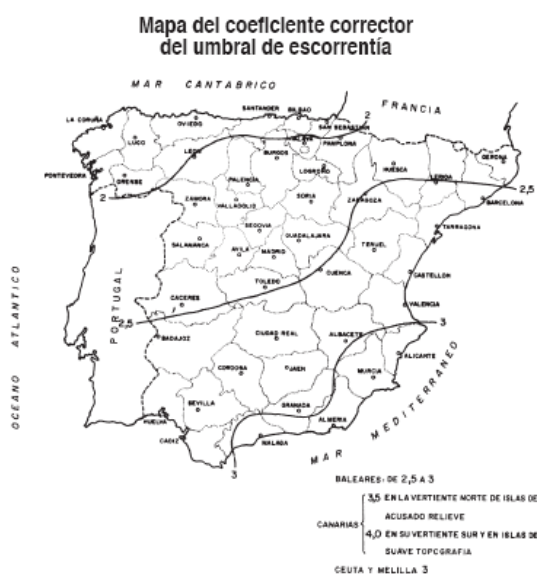 Mapa del coeficiente corrector
del umbral de escorrentía
MAR CANTABRICO
FRANCIA
LA CORUÑA
OVIEDO
SANTANDER
BILBAO
SAN SEBASTIAN
2
LUGO
LEON
PAMPLONA
GERONA
PONTEVEDRA
ORENSE
BURGOS
LOGROÑO
HUESCA
LERIDA
2
PALENCIA
2,5
ZAMORA
VALLADOLID
SORIA
ZARAGOZA
BARCELONA
SEGOVIA
TARRAGONA
SALAMANCA
AVILA
MADRID
GUADALAJARA
TERUEL
OCEANO ATLANTICO
PORTUGAL
CACERES
TOLEDO
CUENCA
CASTELLON
VALENCIA
2,5
BADAJOZ
CIUDAD REAL
ALBACETE
3
ALICANTE
CORDOBA
JAEN
MURCIA
SEVILLA
GRANADA
HUELVA
ALMERIA
CADIZ
MALAGA
MAR MEDITERRANEO
3
BALEARES: DE 2,5 A 3
CANARIAS
3,5 EN LA VERTIENTE NORTE DE ISLAS DE
ACUSADO RELIEVE
4,0 EN SU VERTIENTE SUR Y EN ISLAS DE
SUAVE TOPOGRAFIA
CEUTA Y MELILLA 3